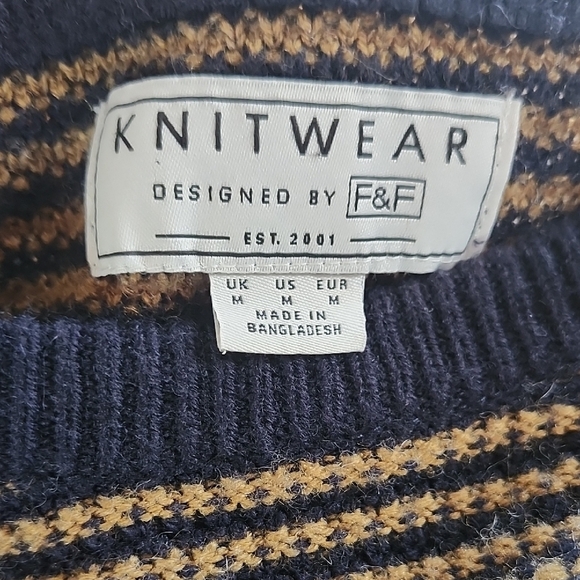 KNITWEAR
DESIGNED BY F&F
EST. 2001
UK US EUR
M M M
MADE IN
BANGLADESH